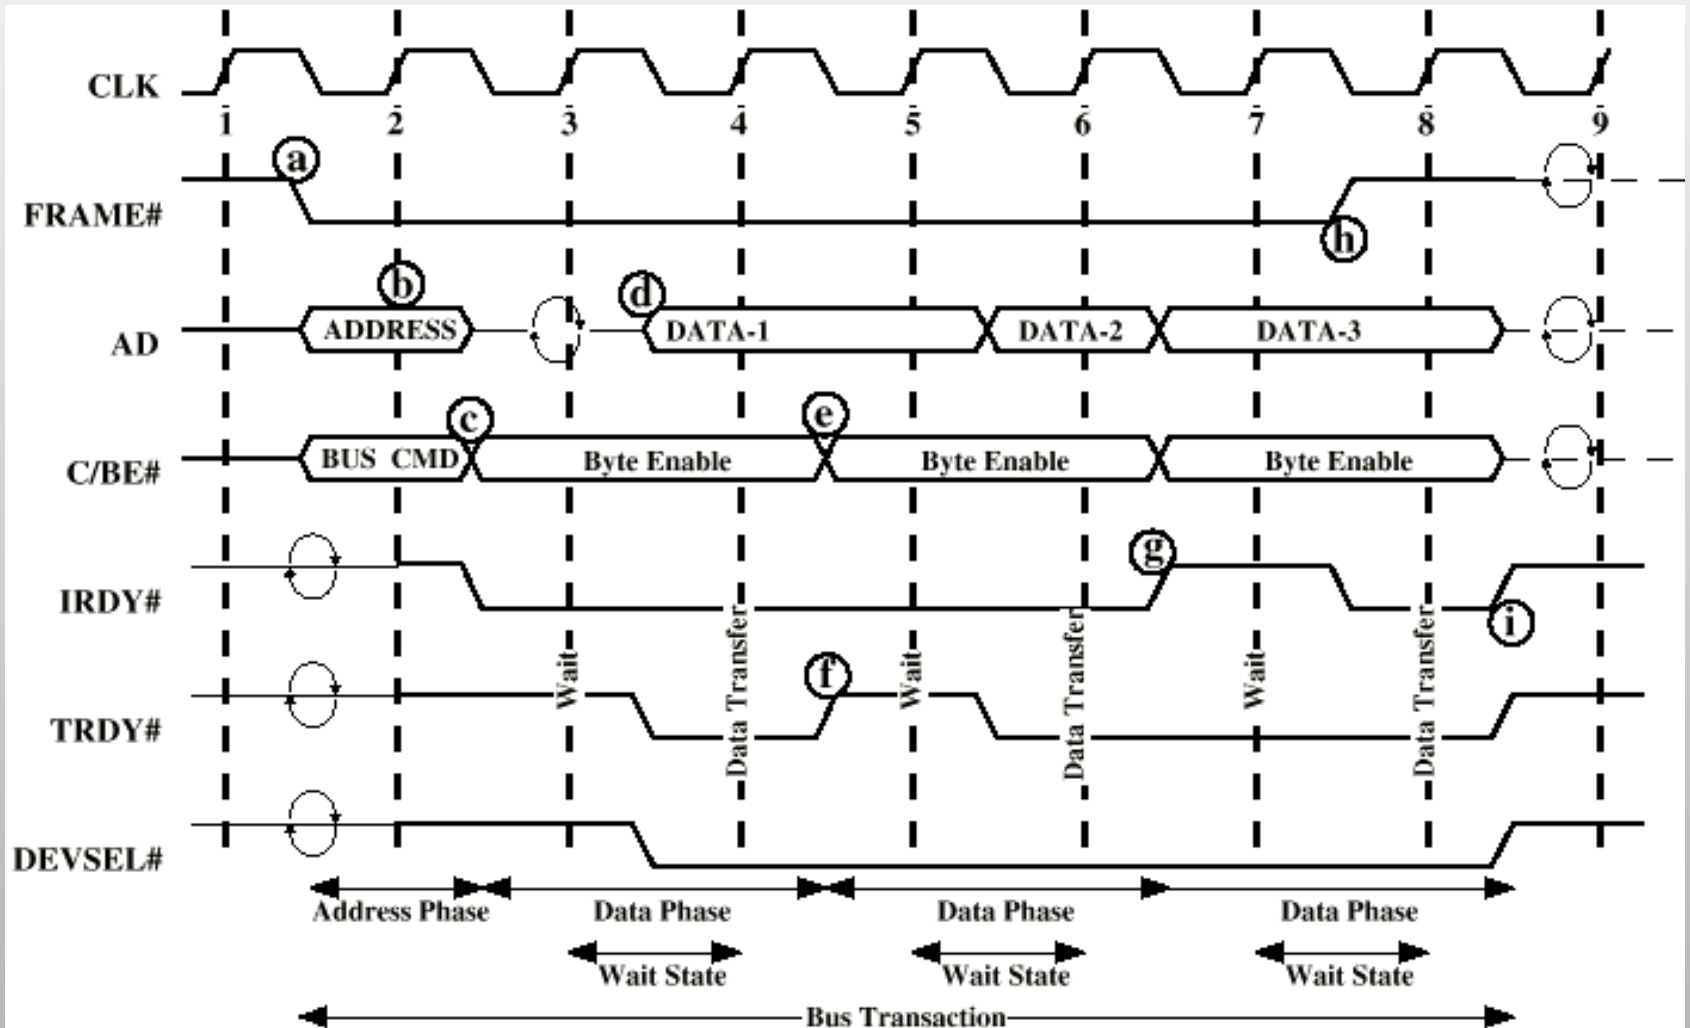 CLK
1 2 3 4 5 6 7 8 9
a
FRAME#
h
b
d
AD
ADDRESS DATA-1 DATA-2 DATA-3
c
e
C/BE#
BUS CMD Byte Enable Byte Enable Byte Enable
g
IRDY#
i
Wait
Data Transfer
Wait
Data Transfer
Wait
Data Transfer
f
TRDY#
DEVSEL#
Address Phase Data Phase Data Phase Data Phase
Wait State Wait State Wait State
Bus Transaction